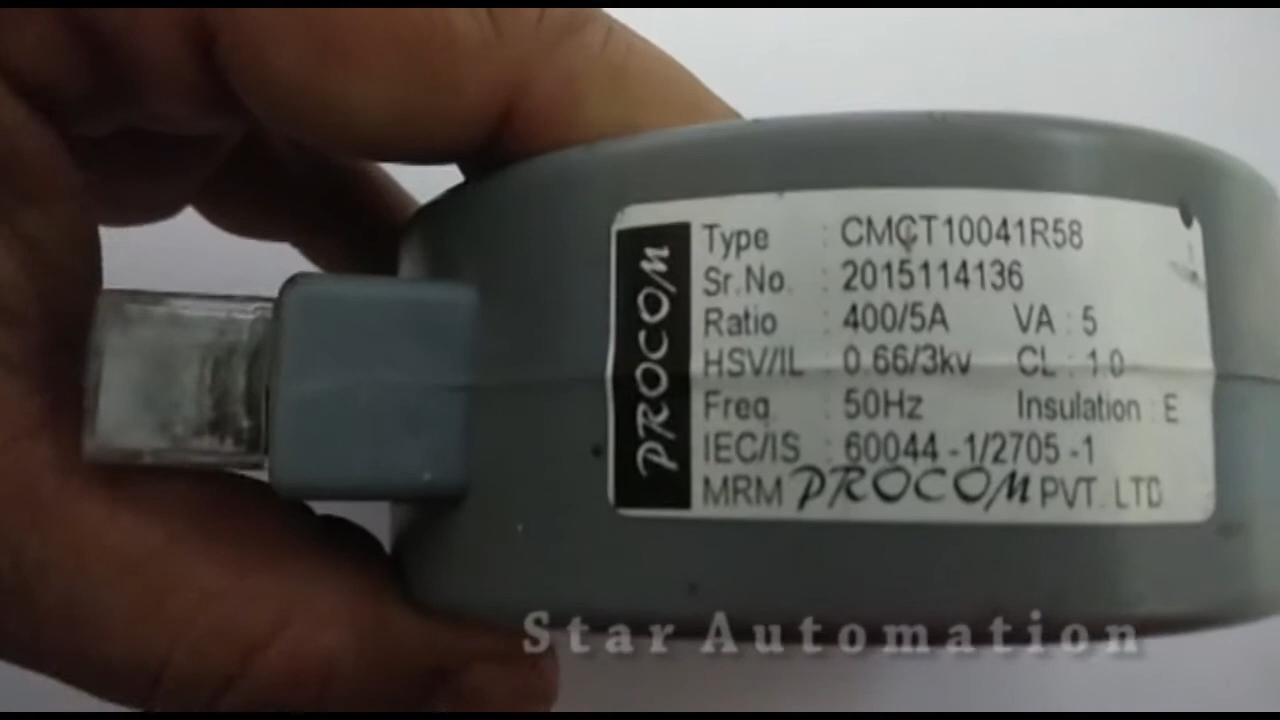 PROCOM
Type : CMCT10041R58
Sr.No. : 2015114136
Ratio : 400/5A VA : 5
HSV/IL : 0.66/3kv CL : 1.0
Freq : 50Hz Insulation : E
IEC/IS : 60044 -1/2705 -1
MRM PROCOM PVT. LTD
Star Automation